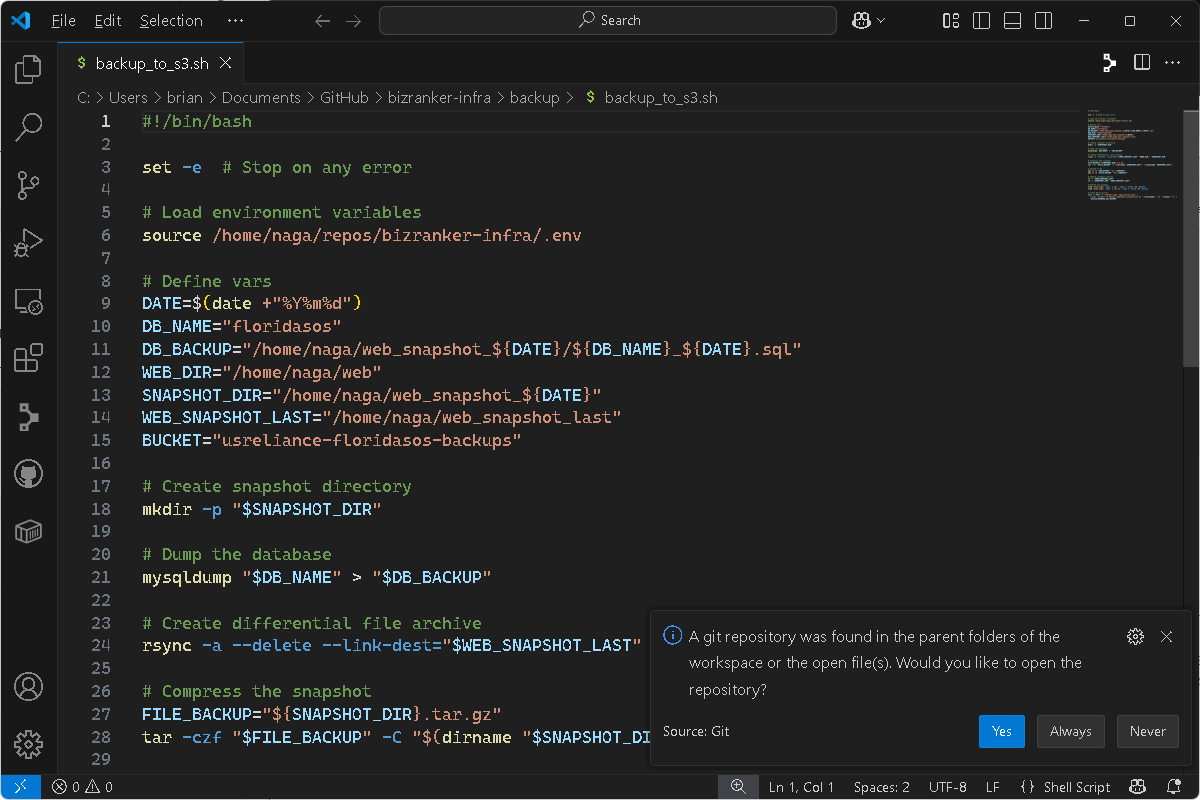 File Edit Selection ··· Search
backup_to_s3.sh
C: > Users > brian > Documents > GitHub > bizranker-infra > backup > $ backup_to_s3.sh
1 #!/bin/bash
2
3 set -e  # Stop on any error
4
5 # Load environment variables
6 source /home/naga/repos/bizranker-infra/.env
7
8 # Define vars
9 DATE=$(date +"%Y%m%d")
10 DB_NAME="floridasos"
11 DB_BACKUP="/home/naga/web_snapshot_${DATE}/${DB_NAME}_${DATE}.sql"
12 WEB_DIR="/home/naga/web"
13 SNAPSHOT_DIR="/home/naga/web_snapshot_${DATE}"
14 WEB_SNAPSHOT_LAST="/home/naga/web_snapshot_last"
15 BUCKET="usreliance-floridasos-backups"
16
17 # Create snapshot directory
18 mkdir -p "$SNAPSHOT_DIR"
19
20 # Dump the database
21 mysqldump "$DB_NAME" > "$DB_BACKUP"
22
23 # Create differential file archive
24 rsync -a --delete --link-dest="$WEB_SNAPSHOT_LAST"
25
26 # Compress the snapshot
27 FILE_BACKUP="${SNAPSHOT_DIR}.tar.gz"
28 tar -czf "$FILE_BACKUP" -C "$(dirname "$SNAPSHOT_DI
29
A git repository was found in the parent folders of the
workspace or the open file(s). Would you like to open the
repository?
Source: Git Yes Always Never
0 0 Ln 1, Col 1 Spaces: 2 UTF-8 LF {} Shell Script